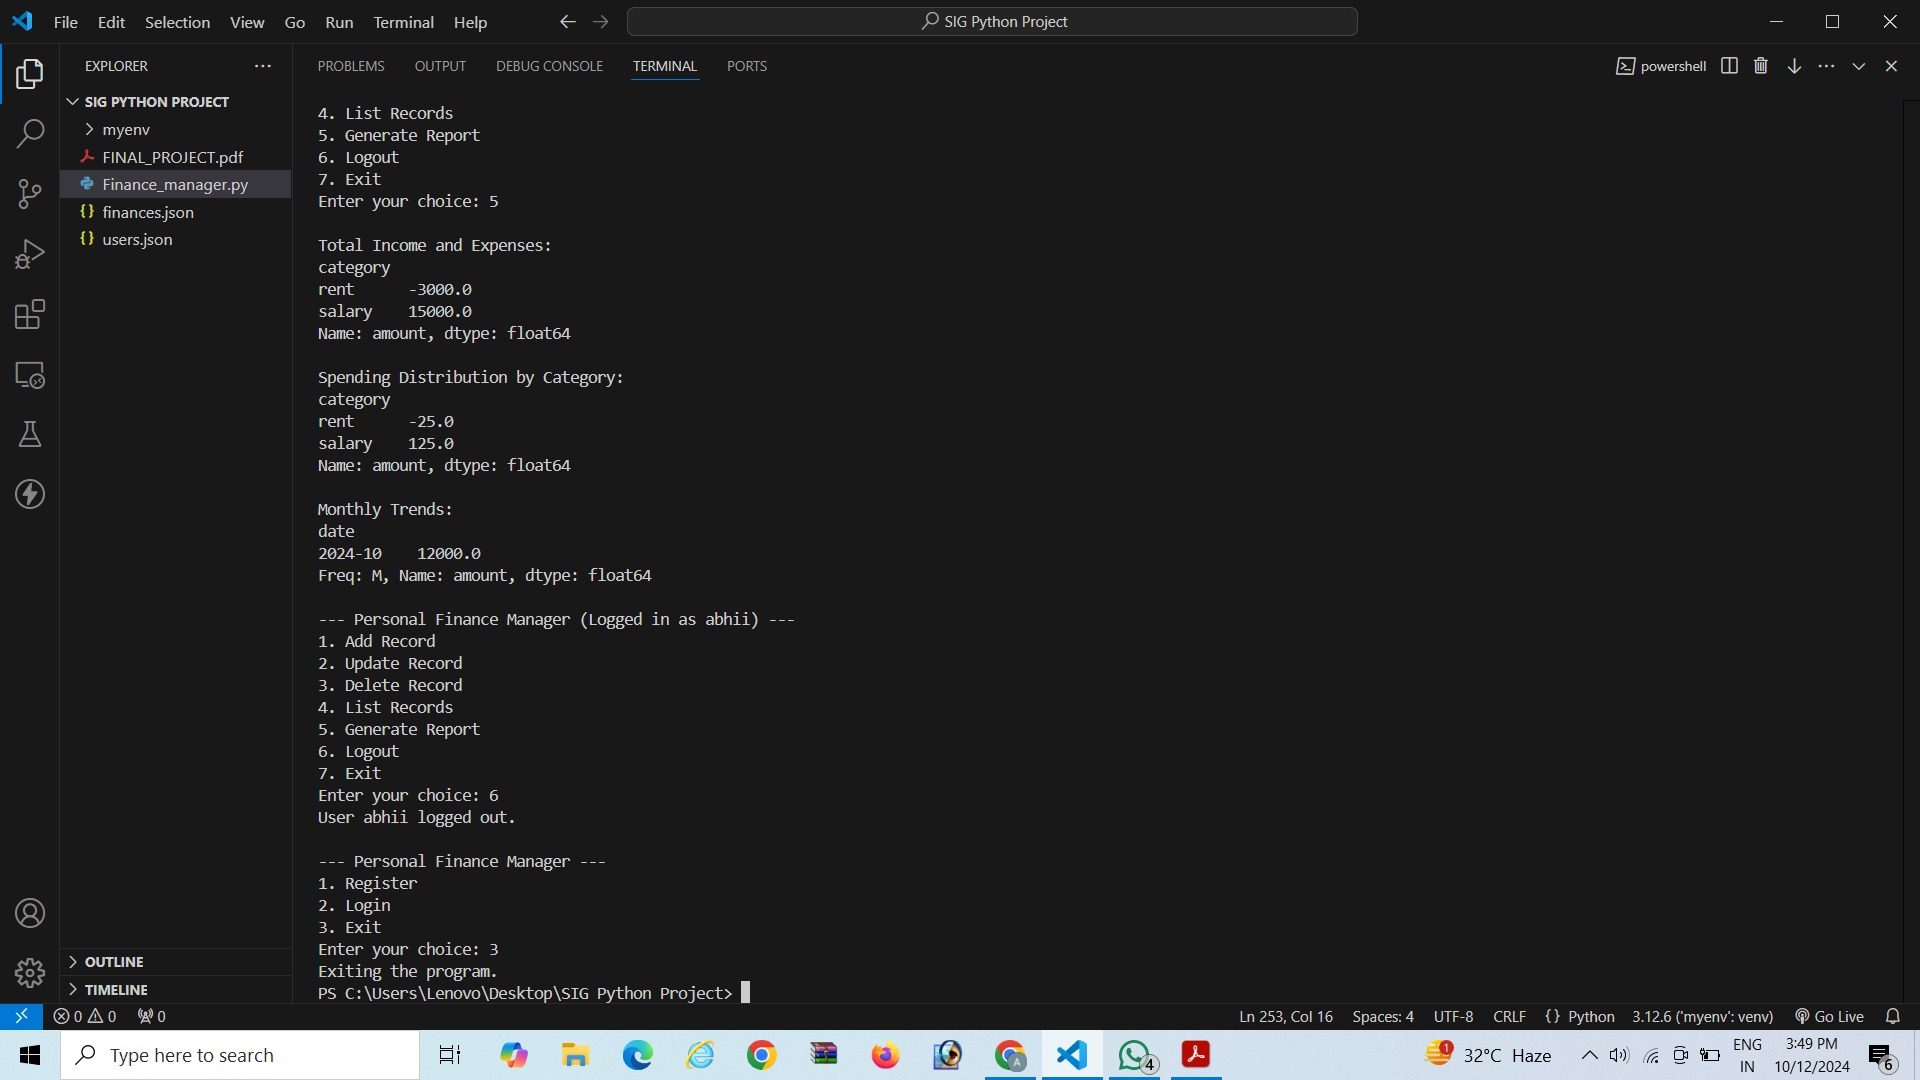 File Edit Selection View Go Run Terminal Help
SIG Python Project
EXPLORER
SIG PYTHON PROJECT
myenv
FINAL_PROJECT.pdf
Finance_manager.py
{} finances.json
{} users.json
OUTLINE
TIMELINE
PROBLEMS OUTPUT DEBUG CONSOLE TERMINAL PORTS
powershell
4. List Records
5. Generate Report
6. Logout
7. Exit
Enter your choice: 5
Total Income and Expenses:
category
rent -3000.0
salary 15000.0
Name: amount, dtype: float64
Spending Distribution by Category:
category
rent -25.0
salary 125.0
Name: amount, dtype: float64
Monthly Trends:
date
2024-10 12000.0
Freq: M, Name: amount, dtype: float64
--- Personal Finance Manager (Logged in as abhii) ---
1. Add Record
2. Update Record
3. Delete Record
4. List Records
5. Generate Report
6. Logout
7. Exit
Enter your choice: 6
User abhii logged out.
--- Personal Finance Manager ---
1. Register
2. Login
3. Exit
Enter your choice: 3
Exiting the program.
PS C:\Users\Lenovo\Desktop\SIG Python Project>
0 0 0
Ln 253, Col 16 Spaces: 4 UTF-8 CRLF {} Python 3.12.6 ('myenv': venv) Go Live
Type here to search
A
4
1
32°C Haze
ENG
IN
3:49 PM
10/12/2024
6